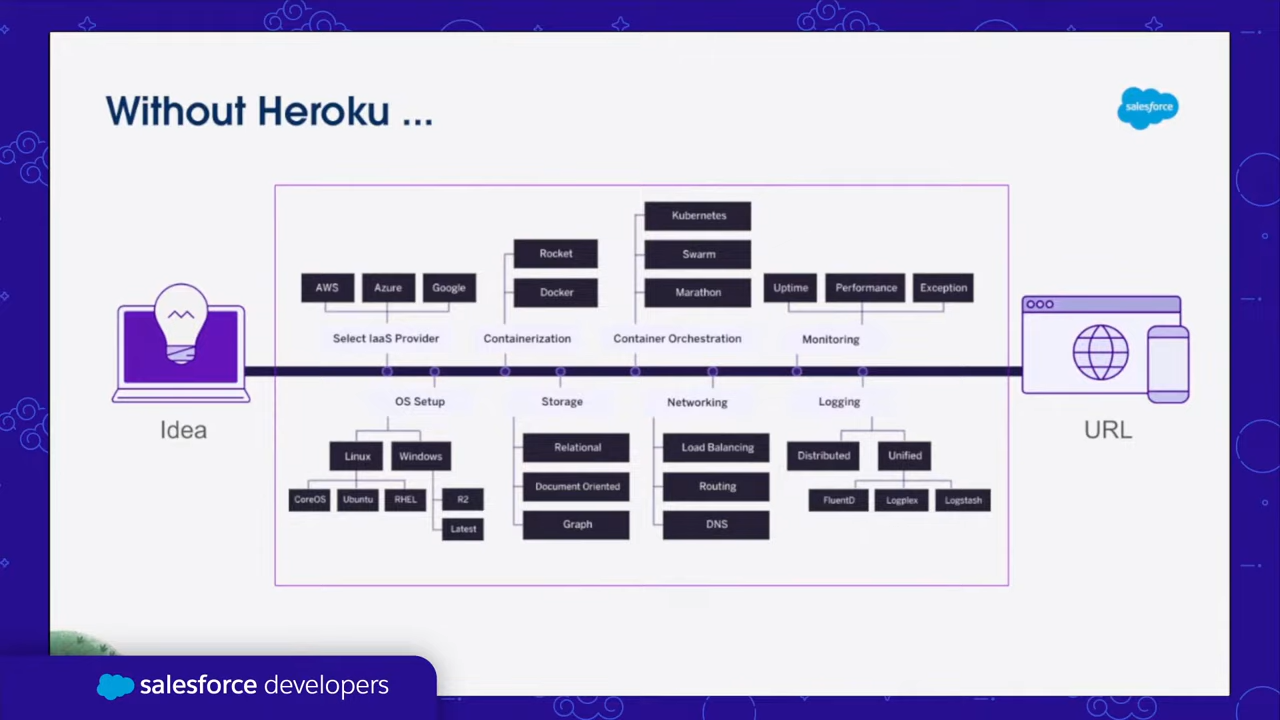 Without Heroku ...
salesforce
Kubernetes
Rocket
Swarm
AWS
Azure
Google
Docker
Marathon
Uptime
Performance
Exception
Select IaaS Provider
Containerization
Container Orchestration
Monitoring
Idea
URL
OS Setup
Storage
Networking
Logging
Linux
Windows
Relational
Load Balancing
Distributed
Unified
CoreOS
Ubuntu
RHEL
R2
Document Oriented
Routing
FluentD
Logplex
Logstash
Latest
Graph
DNS
salesforce developers